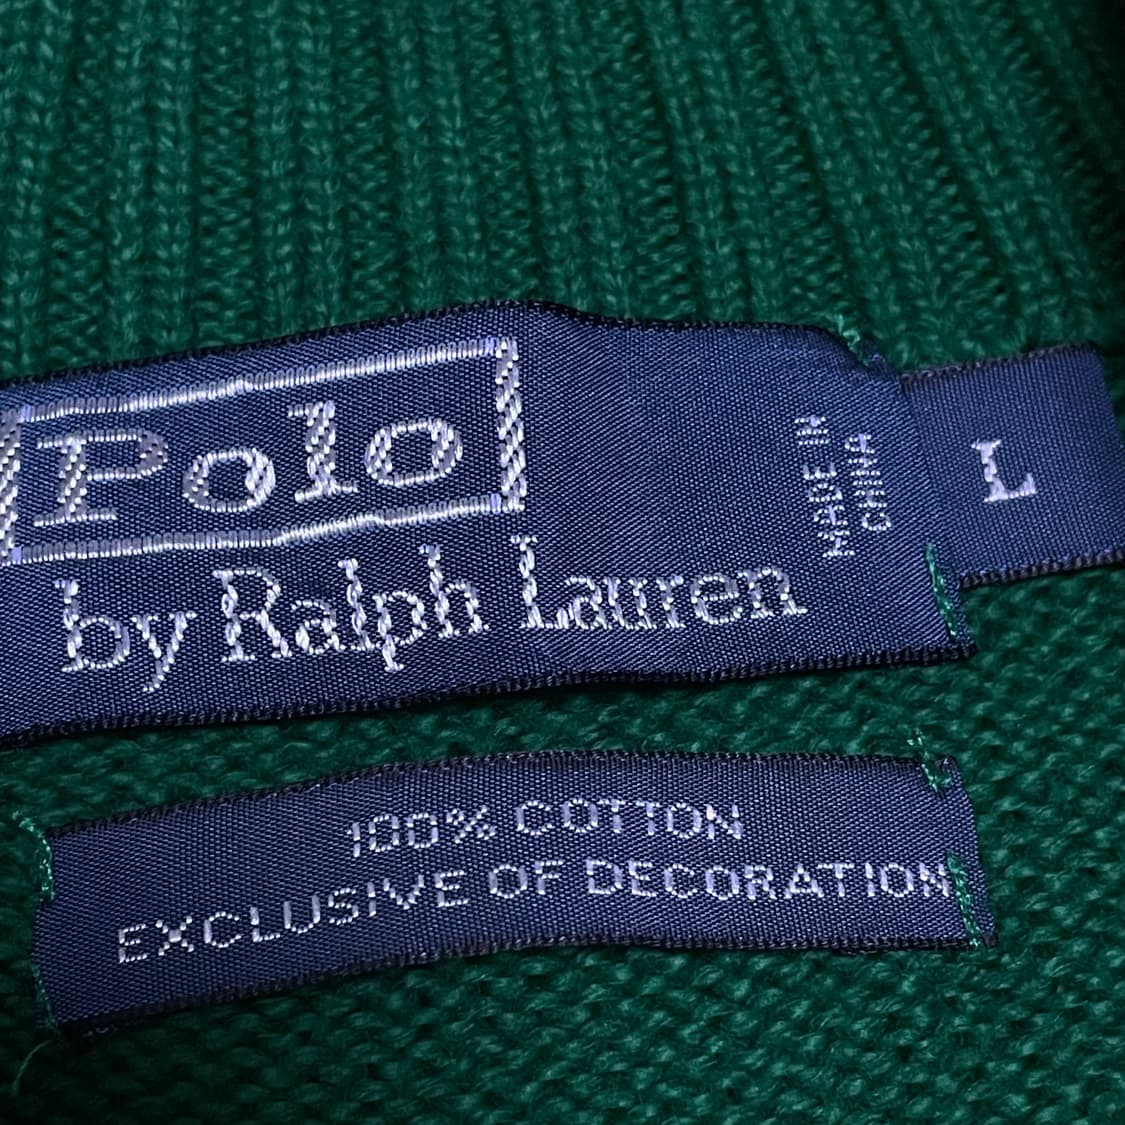 Polo
by Ralph Lauren
MADE IN
CHINA
L
100% COTTON
EXCLUSIVE OF DECORATION